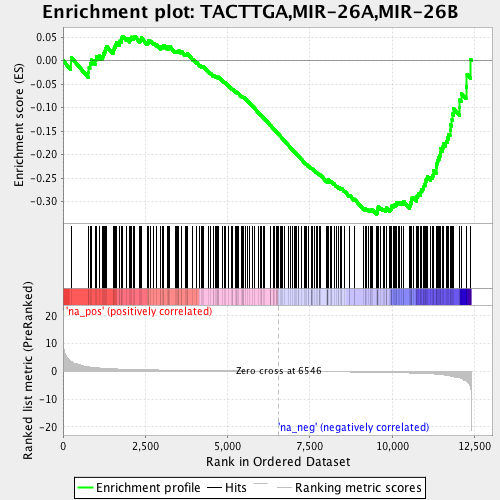 Enrichment plot: TACTTGA,MIR-26A,MIR-26B
Enrichment score (ES)
0.05
0.00
-0.05
-0.10
-0.15
-0.20
-0.25
-0.30
'na_pos' (positively correlated)
Ranked list metric (PreRanked)
20
10
0
-10
-20
Zero cross at 6546
'na_neg' (negatively correlated)
0
2,500
5,000
7,500
10,000
12,500
Rank in Ordered Dataset
Enrichment profile
Hits
Ranking metric scores